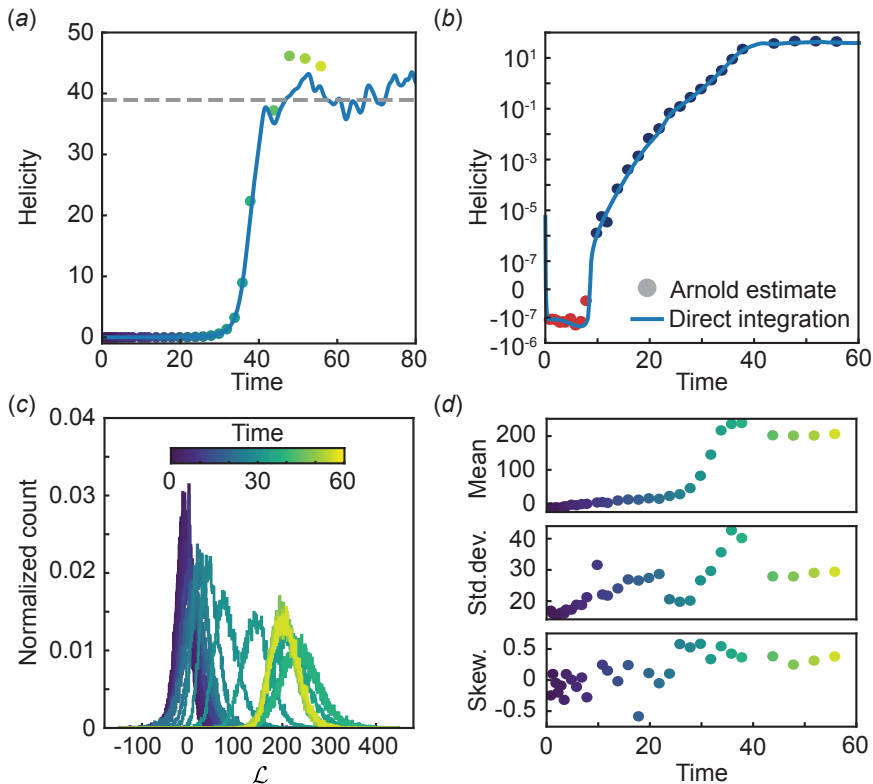 (a)
50
40
30
20
10
0
Helicity
0 20 40 60 80
Time
(b)
10¹
10⁻¹
10⁻³
10⁻⁵
10⁻⁷
0
-10⁻⁷
-10⁻⁶
Helicity
Arnold estimate
Direct integration
0 20 40 60
Time
(c)
0.04
0.03
0.02
0.01
0
Normalized count
Time
0 30 60
-100 0 100 200 300 400
ℒ
(d)
200
100
0
Mean
40
30
20
Std.dev.
0.5
0
-0.5
Skew.
0 20 40 60
Time